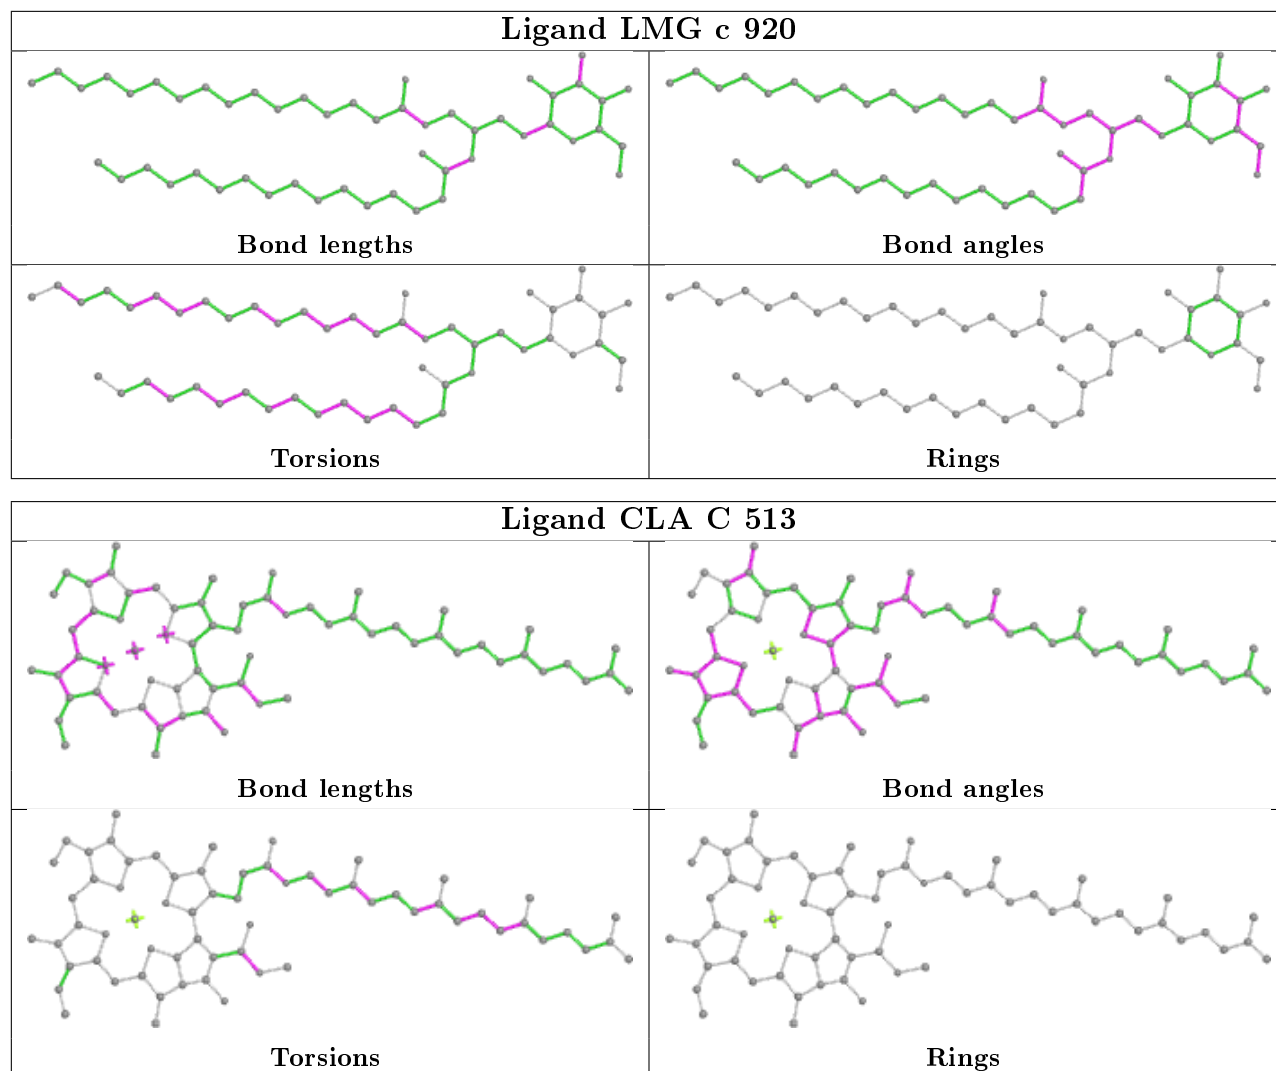 Ligand LMG c 920
Bond lengths
Bond angles
Torsions
Rings
Ligand CLA C 513
Bond lengths
Bond angles
Torsions
Rings